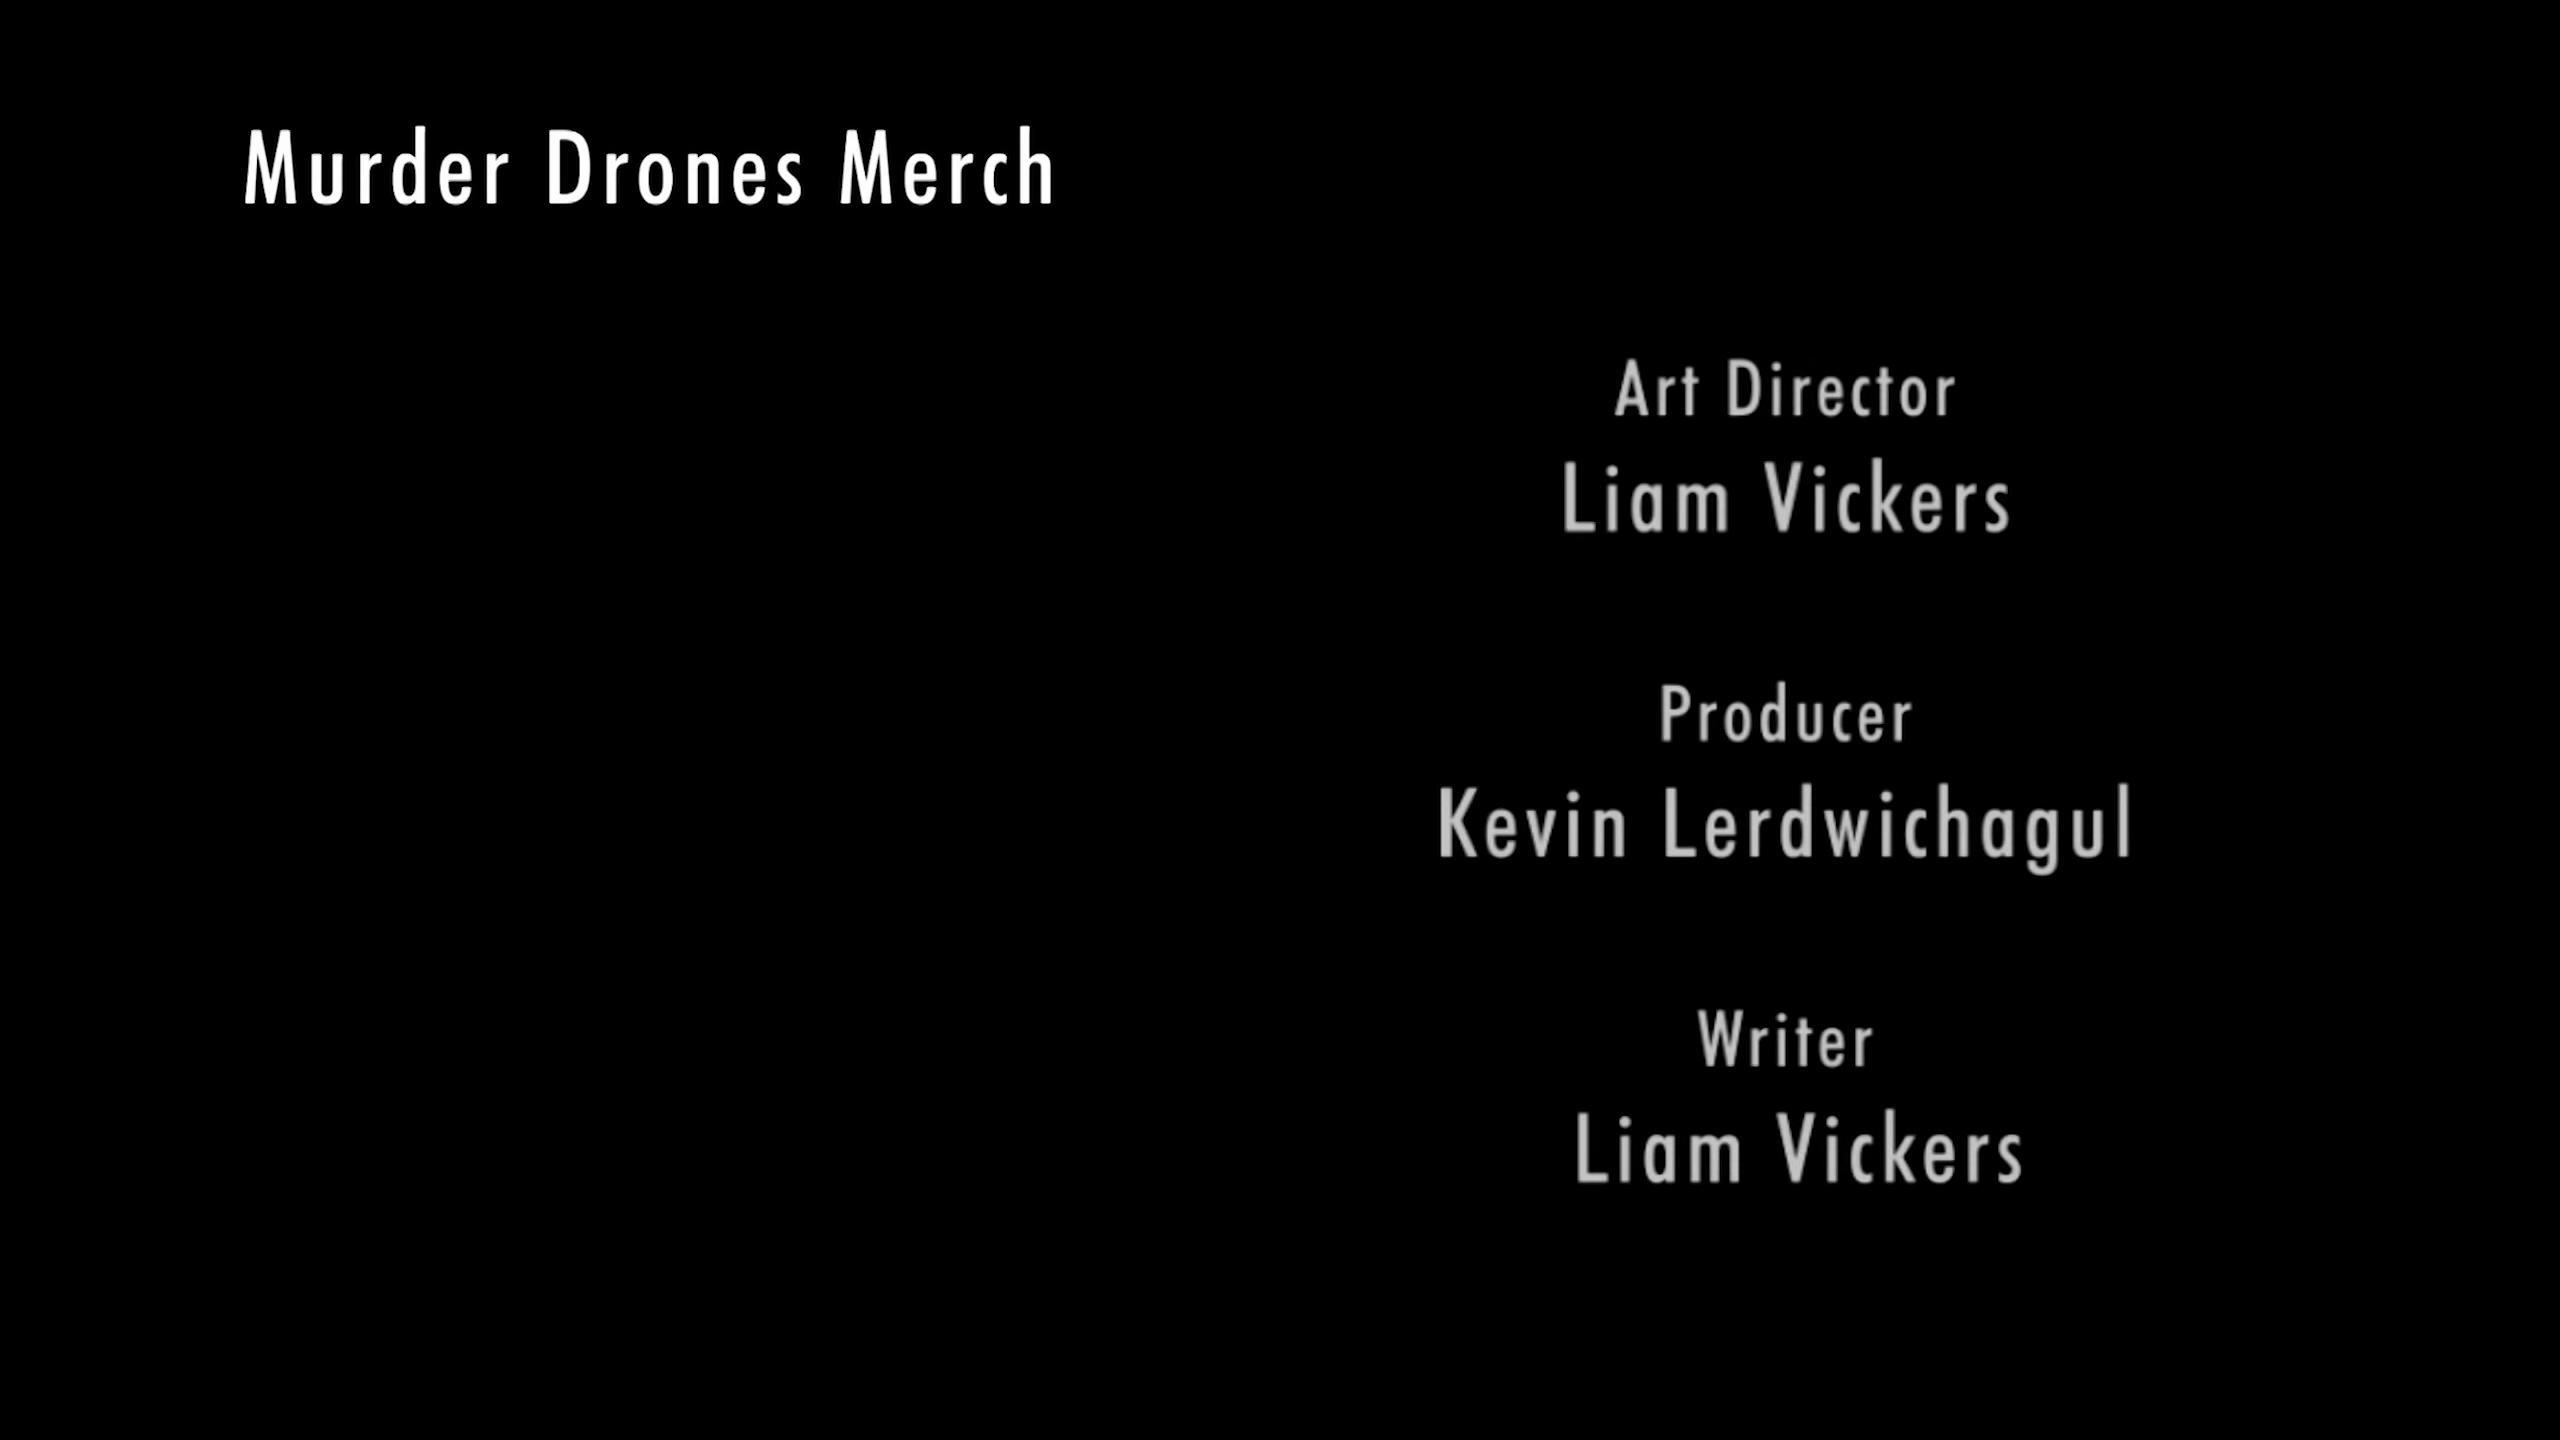 Murder Drones Merch
Art Director
Liam Vickers
Producer
Kevin Lerdwichagul
Writer
Liam Vickers